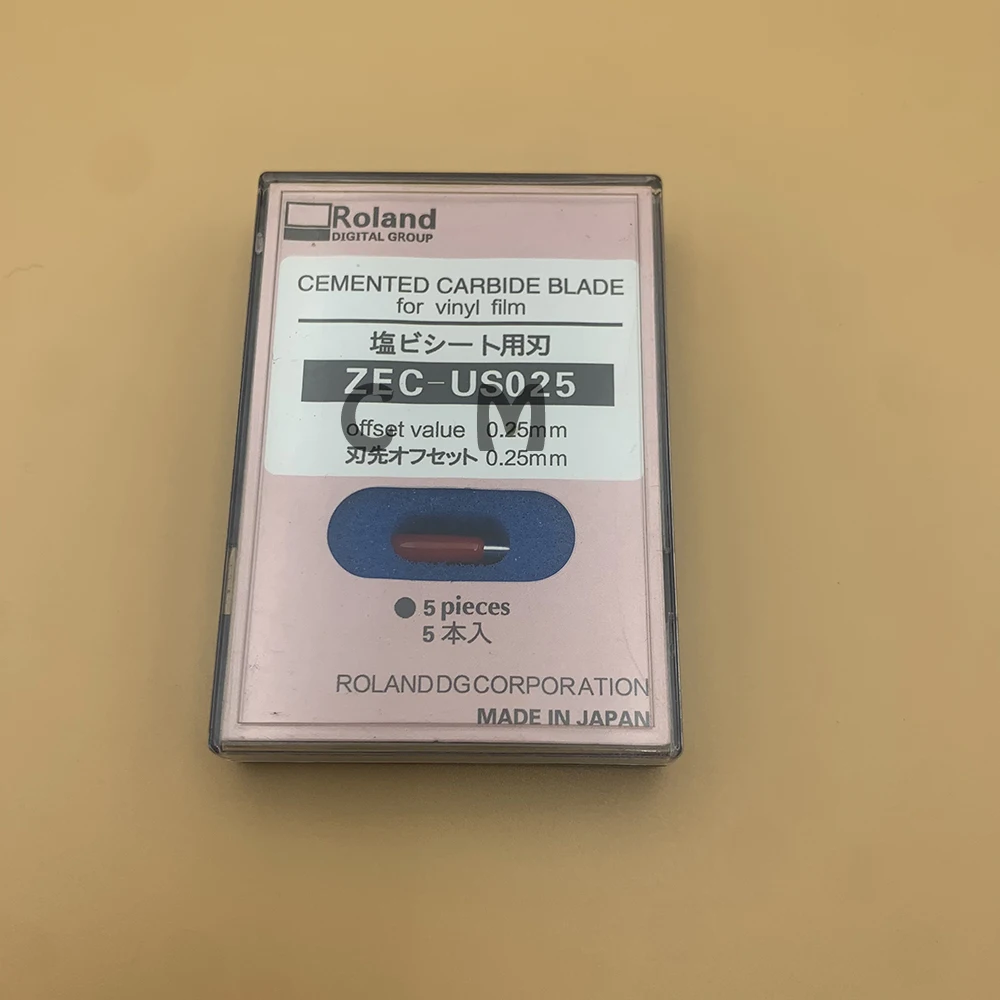 Roland
DIGITAL GROUP
CEMENTED CARBIDE BLADE
for vinyl film
塩ビシート用刃
ZEC-US025
C M
offset value 0.25mm
刃先オフセット 0.25mm
● 5 pieces
5 本入
ROLAND DG CORPORATION
MADE IN JAPAN